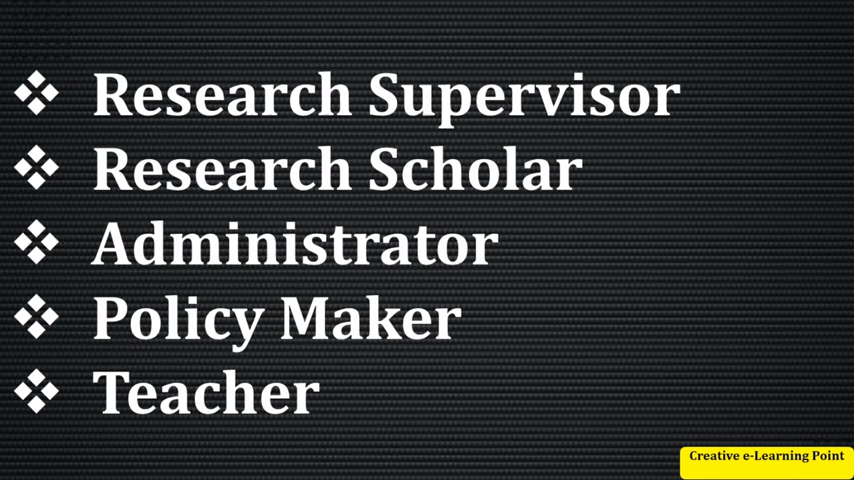 ❖ Research Supervisor
❖ Research Scholar
❖ Administrator
❖ Policy Maker
❖ Teacher
Creative e-Learning Point